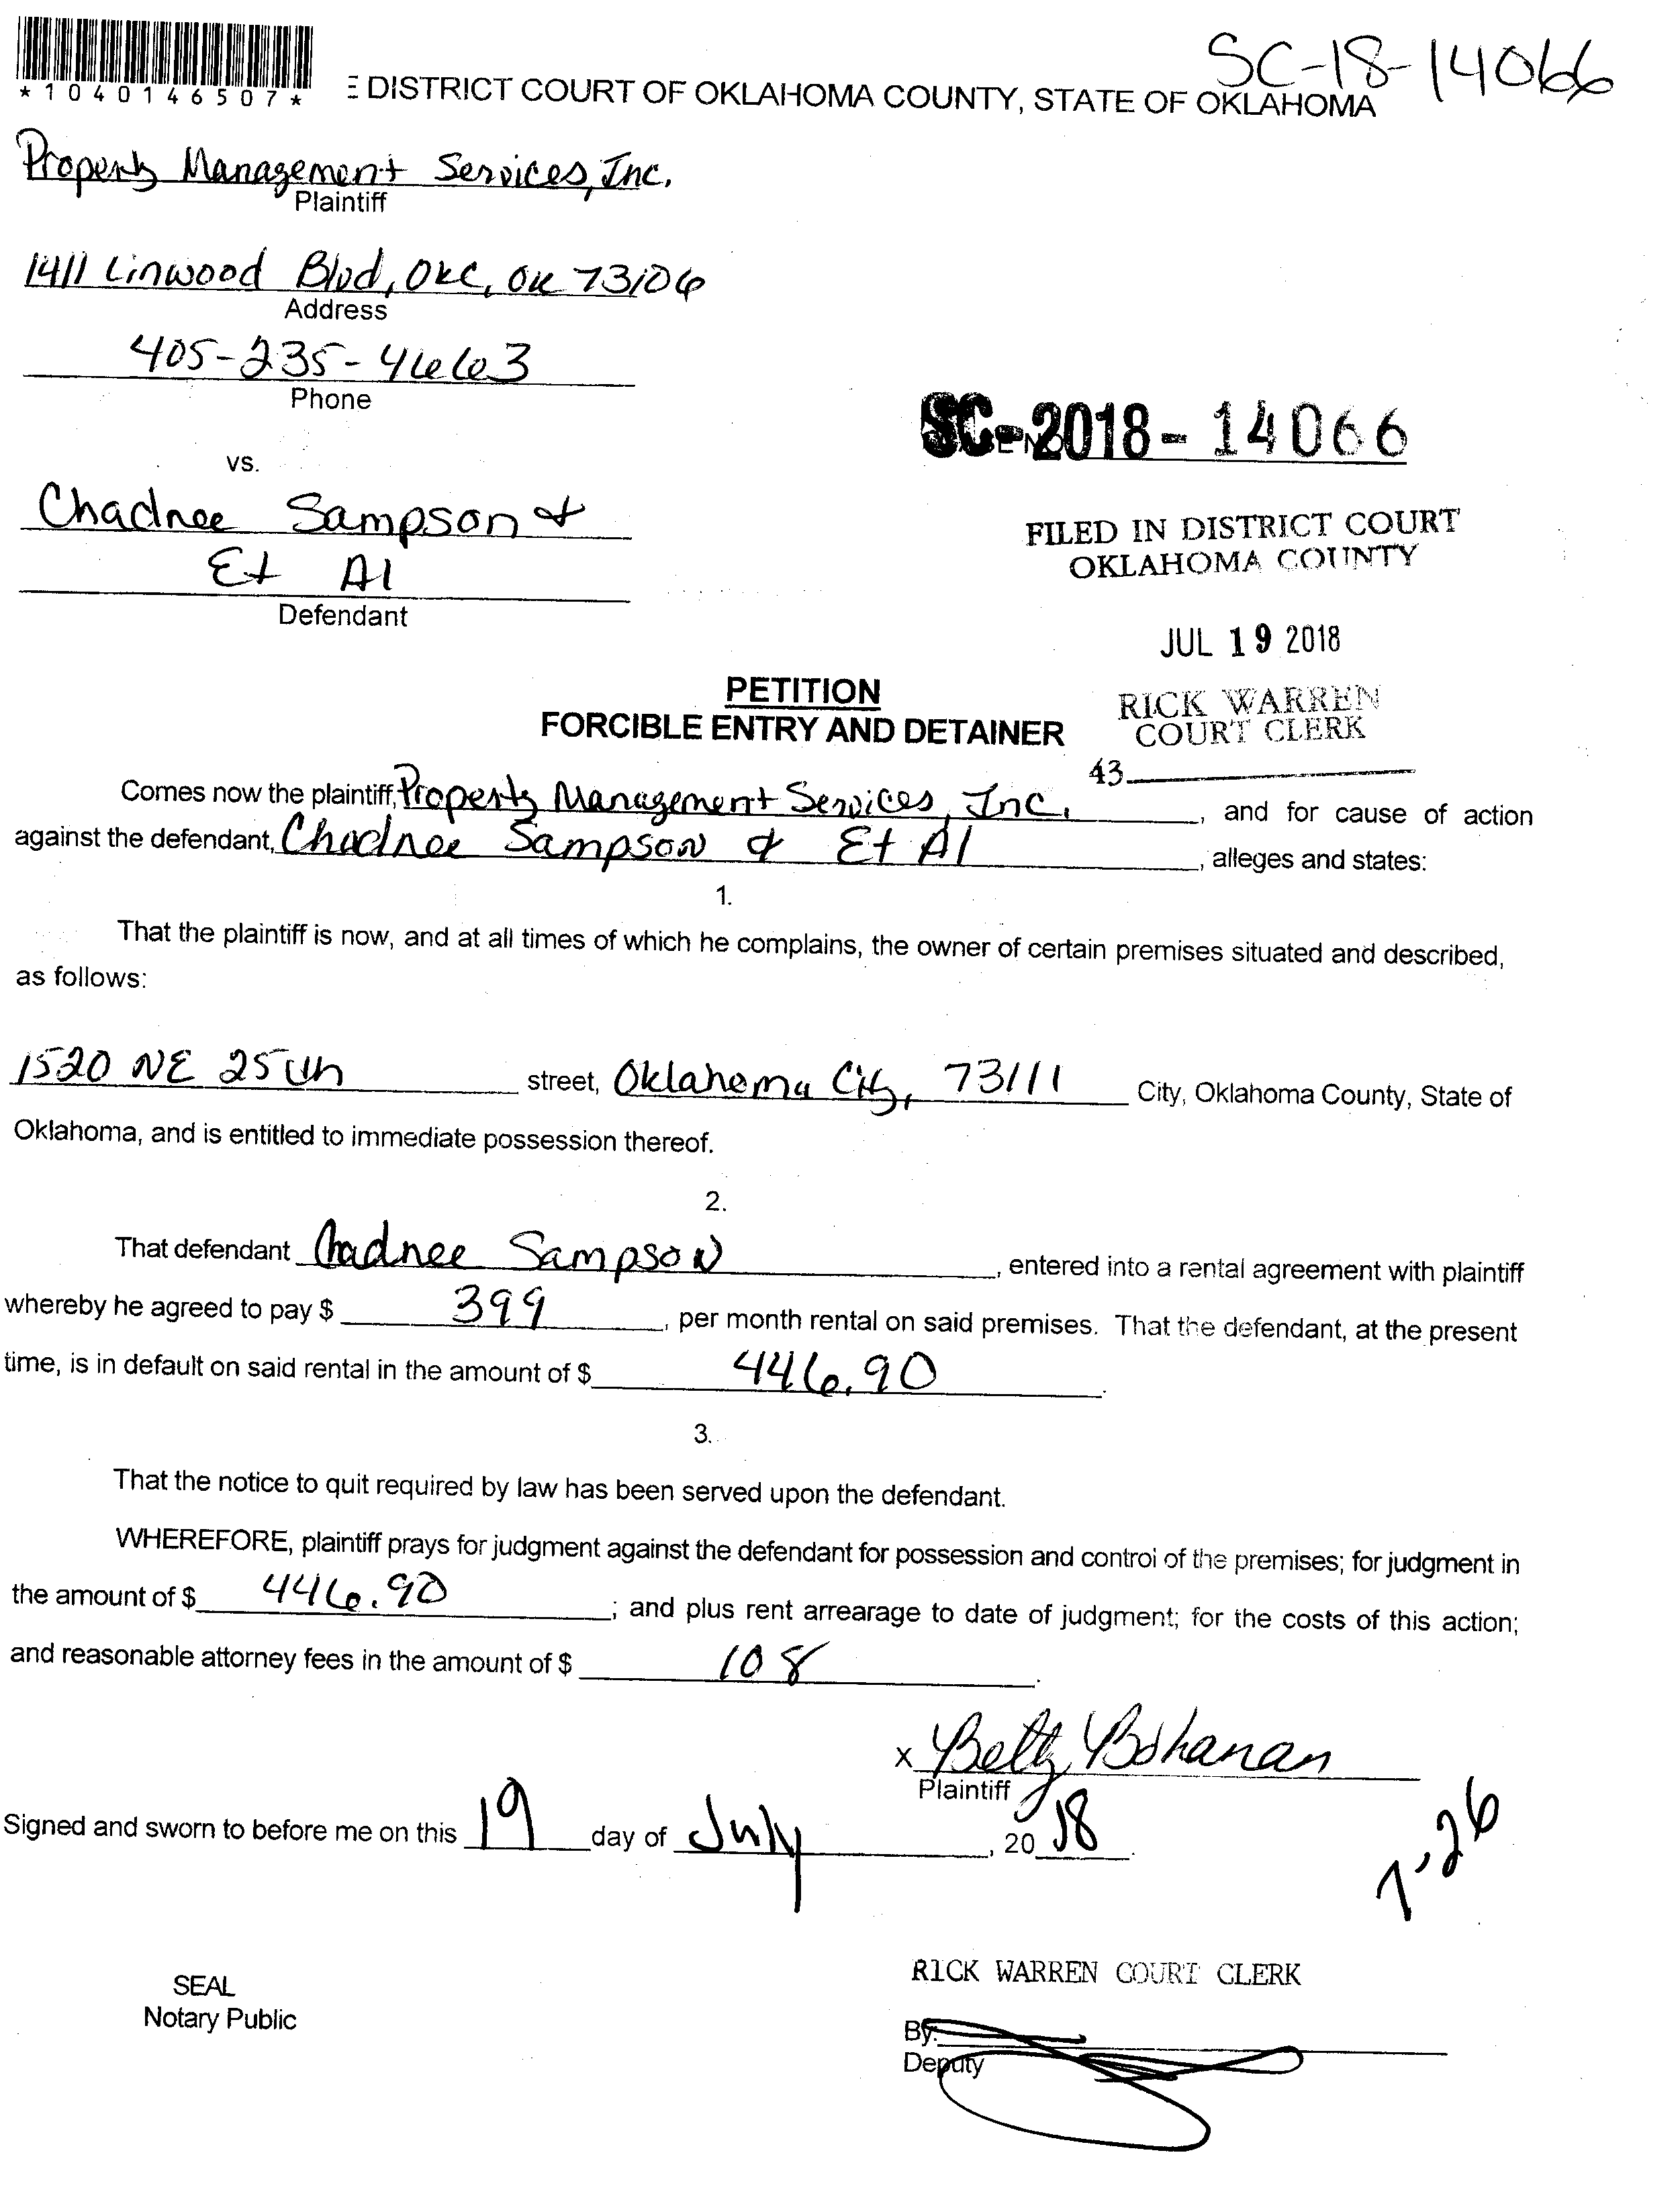 SC-18-14066
*1040146507*
E DISTRICT COURT OF OKLAHOMA COUNTY, STATE OF OKLAHOMA
Property Management Services, Inc.
Plaintiff
1411 Linwood Blvd, OKC, OK 73106
Address
405-235-4663
Phone
vs.
SC-2018-14066
Chadnee Sampson &
Et Al
Defendant
FILED IN DISTRICT COURT
OKLAHOMA COUNTY
JUL 19 2018
RICK WARREN
COURT CLERK
43
PETITION
FORCIBLE ENTRY AND DETAINER
Comes now the plaintiff, Property Management Services, Inc. , and for cause of action
against the defendant, Chadnee Sampson & Et Al , alleges and states:
1.
That the plaintiff is now, and at all times of which he complains, the owner of certain premises situated and described,
as follows:
1520 NE 25th street, Oklahoma City, 73111 City, Oklahoma County, State of
Oklahoma, and is entitled to immediate possession thereof.
2.
That defendant Chadnee Sampson , entered into a rental agreement with plaintiff
whereby he agreed to pay $ 399 , per month rental on said premises. That the defendant, at the present
time, is in default on said rental in the amount of $ 446.90 .
3.
That the notice to quit required by law has been served upon the defendant.
WHEREFORE, plaintiff prays for judgment against the defendant for possession and control of the premises; for judgment in
the amount of $ 446.90 ; and plus rent arrearage to date of judgment; for the costs of this action;
and reasonable attorney fees in the amount of $ 108 .
x Betty Bohanan
Plaintiff
Signed and sworn to before me on this 19 day of July , 20 18 .
7-26
RICK WARREN COURT CLERK
SEAL
Notary Public
By:
Deputy